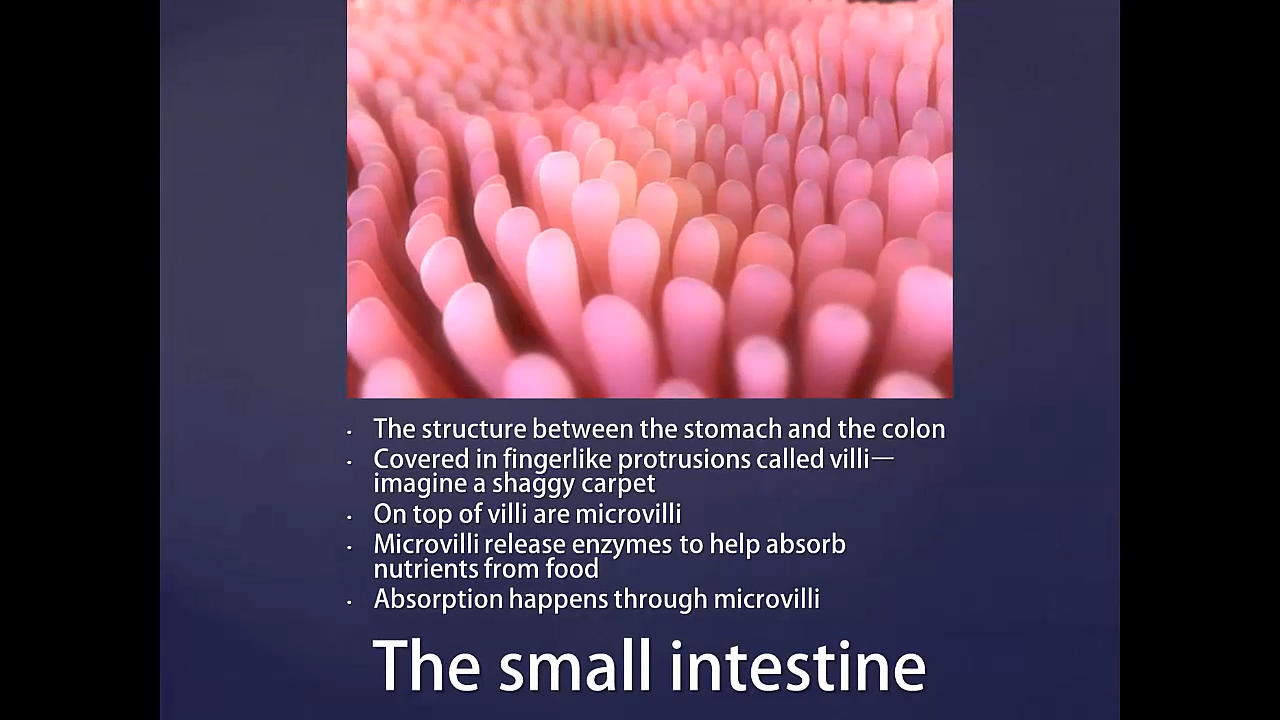 · The structure between the stomach and the colon
· Covered in fingerlike protrusions called villi—
imagine a shaggy carpet
· On top of villi are microvilli
· Microvilli release enzymes to help absorb
nutrients from food
· Absorption happens through microvilli
The small intestine